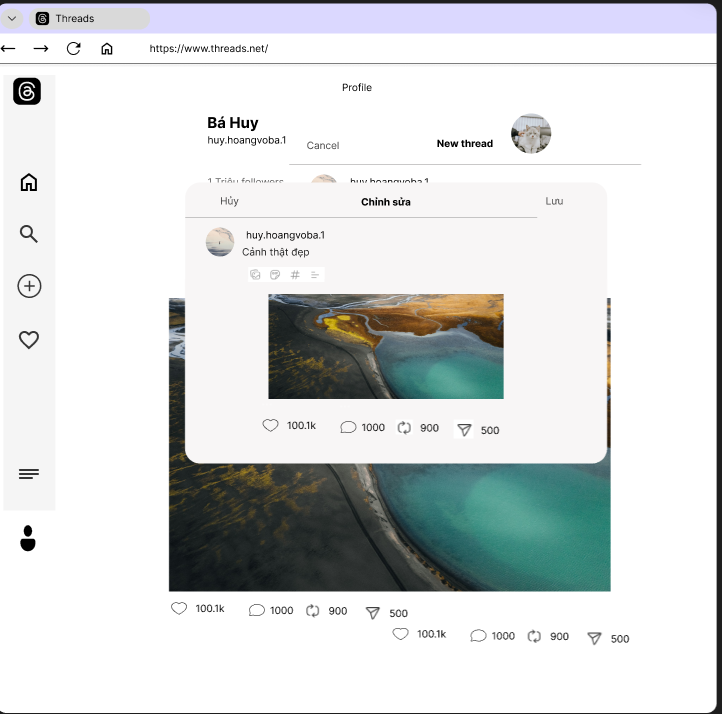 Threads
https://www.threads.net/
Profile
Bá Huy
huy.hoangvoba.1
Cancel
New thread
1 Triệu followers
huy.hoangvoba.1
Hủy
Chỉnh sửa
Lưu
huy.hoangvoba.1
Cảnh thật đẹp
100.1k 1000 900 500
100.1k 1000 900 500
100.1k 1000 900 500